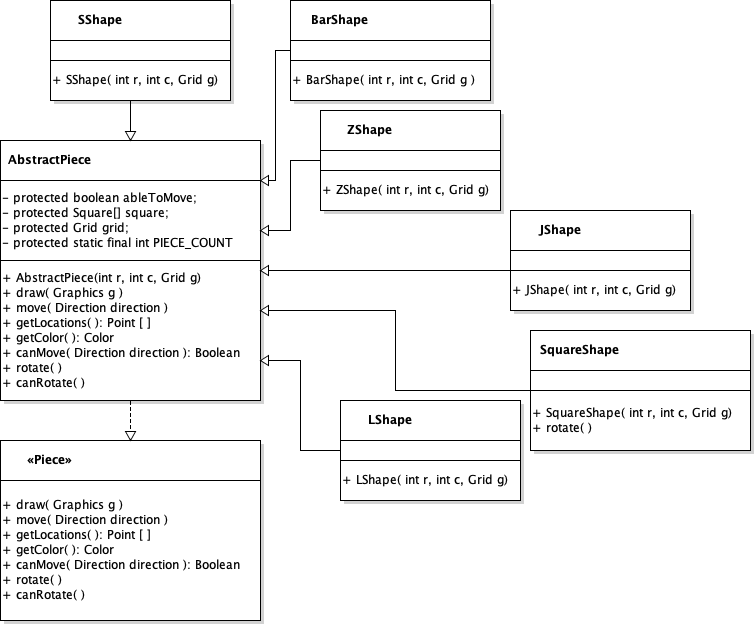 SShape
+ SShape( int r, int c, Grid g)
BarShape
+ BarShape( int r, int c, Grid g )
ZShape
+ ZShape( int r, int c, Grid g)
AbstractPiece
- protected boolean ableToMove;
- protected Square[] square;
- protected Grid grid;
- protected static final int PIECE_COUNT
+ AbstractPiece(int r, int c, Grid g)
+ draw( Graphics g )
+ move( Direction direction )
+ getLocations( ): Point [ ]
+ getColor( ): Color
+ canMove( Direction direction ): Boolean
+ rotate( )
+ canRotate( )
JShape
+ JShape( int r, int c, Grid g)
SquareShape
+ SquareShape( int r, int c, Grid g)
+ rotate( )
LShape
+ LShape( int r, int c, Grid g)
«Piece»
+ draw( Graphics g )
+ move( Direction direction )
+ getLocations( ): Point [ ]
+ getColor( ): Color
+ canMove( Direction direction ): Boolean
+ rotate( )
+ canRotate( )